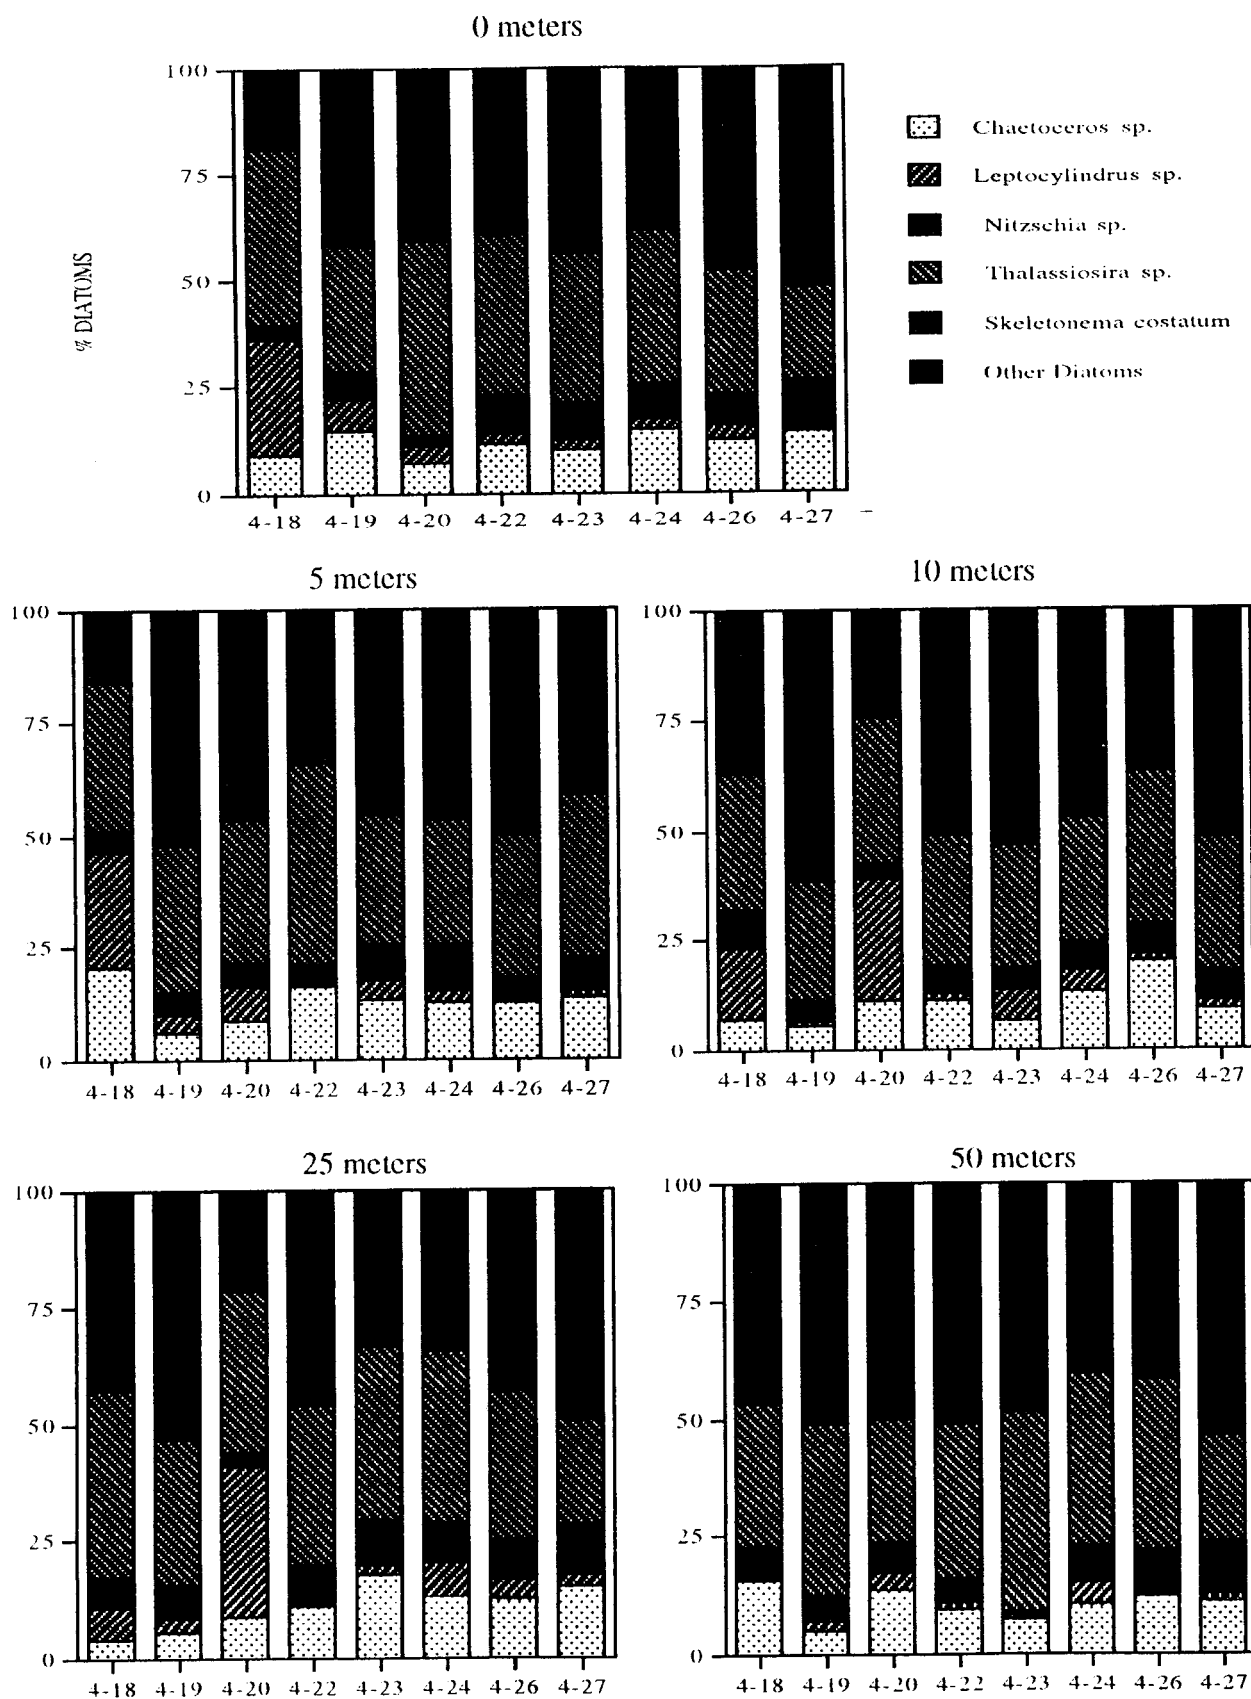 0 meters
100
75
50
25
0
% DIATOMS
4-18 4-19 4-20 4-22 4-23 4-24 4-26 4-27
Chaetoceros sp.
Leptocylindrus sp.
Nitzschia sp.
Thalassiosira sp.
Skeletonema costatum
Other Diatoms
5 meters
100
75
50
25
0
4-18 4-19 4-20 4-22 4-23 4-24 4-26 4-27
10 meters
100
75
50
25
0
4-18 4-19 4-20 4-22 4-23 4-24 4-26 4-27
25 meters
100
75
50
25
0
4-18 4-19 4-20 4-22 4-23 4-24 4-26 4-27
50 meters
100
75
50
25
0
4-18 4-19 4-20 4-22 4-23 4-24 4-26 4-27